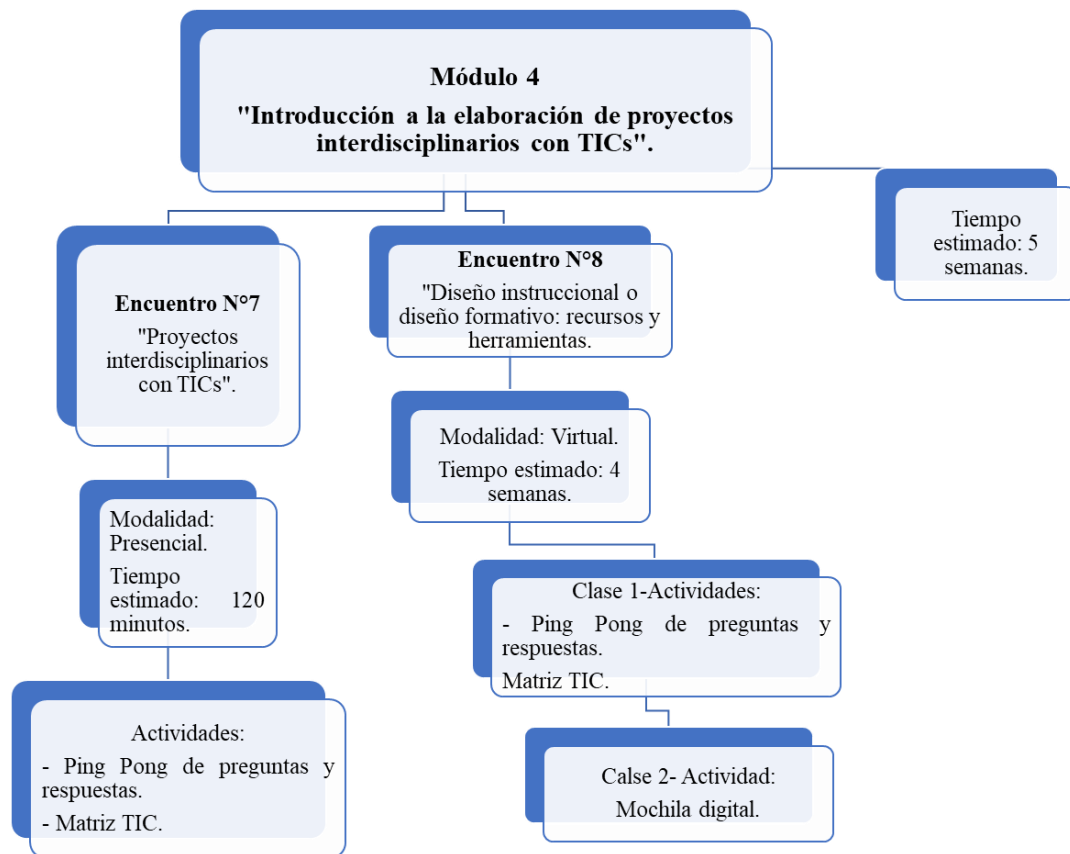 Módulo 4
"Introducción a la elaboración de proyectos
interdisciplinarios con TICs".
Tiempo
estimado: 5
semanas.
Encuentro N°7
"Proyectos
interdisciplinarios
con TICs".
Encuentro N°8
"Diseño instruccional o
diseño formativo: recursos y
herramientas.
Modalidad:
Presencial.
Tiempo
estimado: 120
minutos.
Modalidad: Virtual.
Tiempo estimado: 4
semanas.
Actividades:
- Ping Pong de preguntas y
respuestas.
- Matriz TIC.
Clase 1-Actividades:
- Ping Pong de preguntas y
respuestas.
Matriz TIC.
Calse 2- Actividad:
Mochila digital.